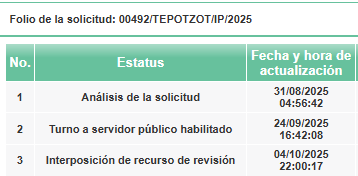 Folio de la solicitud: 00492/TEPOTZOT/IP/2025
No. Estatus Fecha y hora de
actualización
1 Análisis de la solicitud 31/08/2025
04:56:42
2 Turno a servidor público habilitado 24/09/2025
16:42:08
3 Interposición de recurso de revisión 04/10/2025
22:00:17